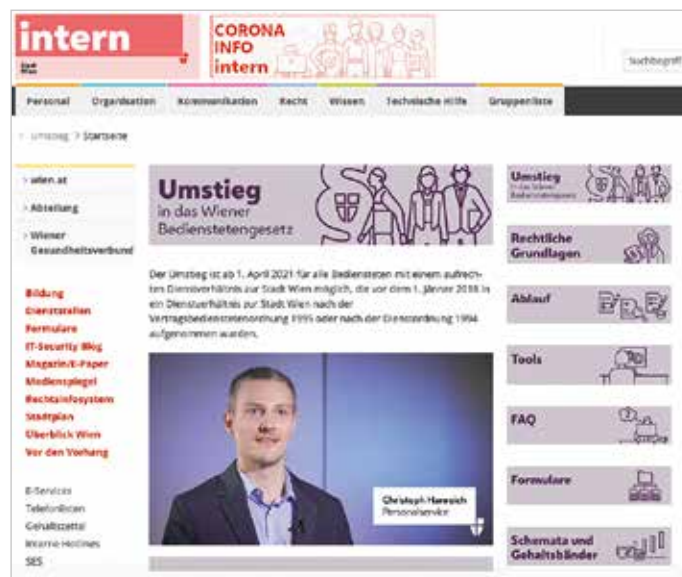 intern
Stadt
Wien
CORONA
INFO
intern
Suchbegriff
Personal Organisation Kommunikation Recht Wissen Technische Hilfe Gruppenliste
> Umstieg > Startseite
> wien.at
> Abteilung
> Wiener
Gesundheitsverbund
Bildung
Dienststellen
Formulare
IT-Security Blog
Magazin/E-Paper
Medienspiegel
Rechtsinfosystem
Stadtplan
Überblick Wien
Vor den Vorhang
E-Services
Telefonlisten
Gehaltszettel
Interne Hotlines
SES
Umstieg
in das Wiener
Bedienstetengesetz
Der Umstieg ist ab 1. April 2021 für alle Bediensteten mit einem aufrech-
ten Dienstverhältnis zur Stadt Wien möglich, die vor dem 1. Jänner 2018 in
ein Dienstverhältnis zur Stadt Wien nach der
Vertragsbedienstetenordnung 1995 oder nach der Dienstordnung 1994
aufgenommen wurden.
Christoph
Personalservice
Umstieg
in das Wiener
Bedienstetengesetz
Rechtliche
Grundlagen
Ablauf
Tools
FAQ
Formulare
Schemata und
Gehaltsbänder